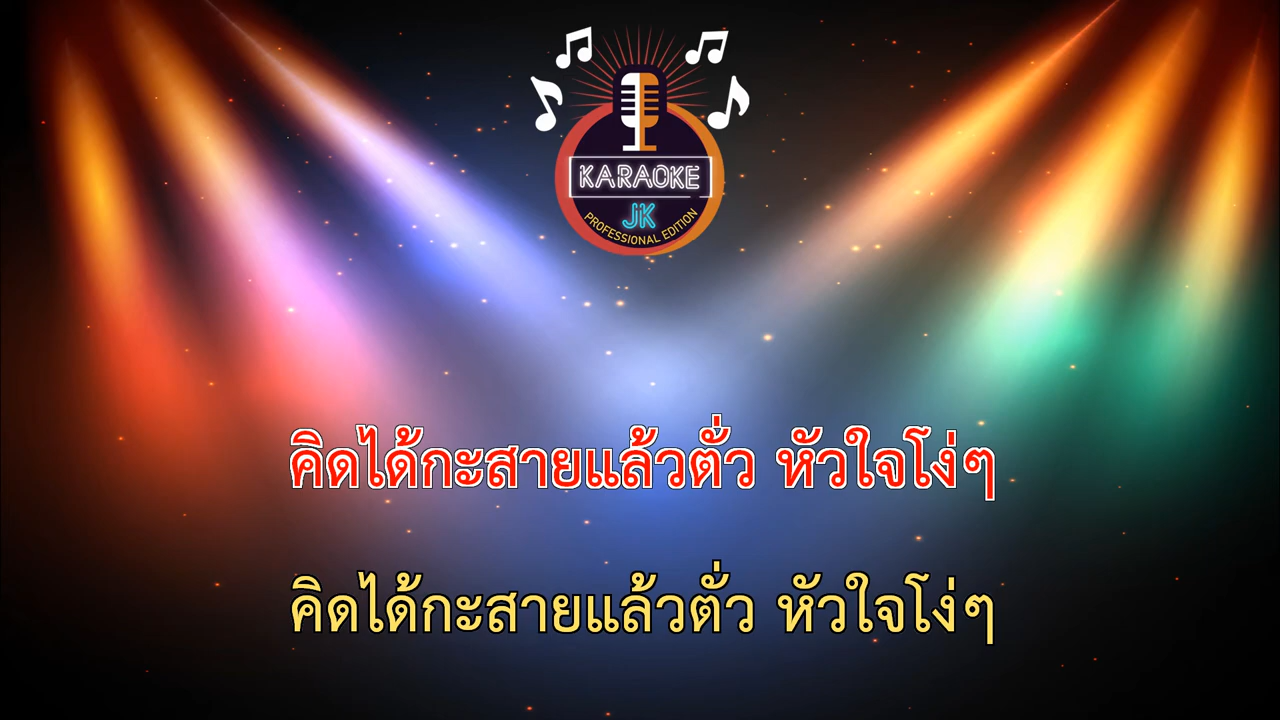 KARAOKE
JK
PROFESSIONAL EDITION
คิดได้กะสายแล้วตั่ว หัวใจโง่ๆ
คิดได้กะสายแล้วตั่ว หัวใจโง่ๆ